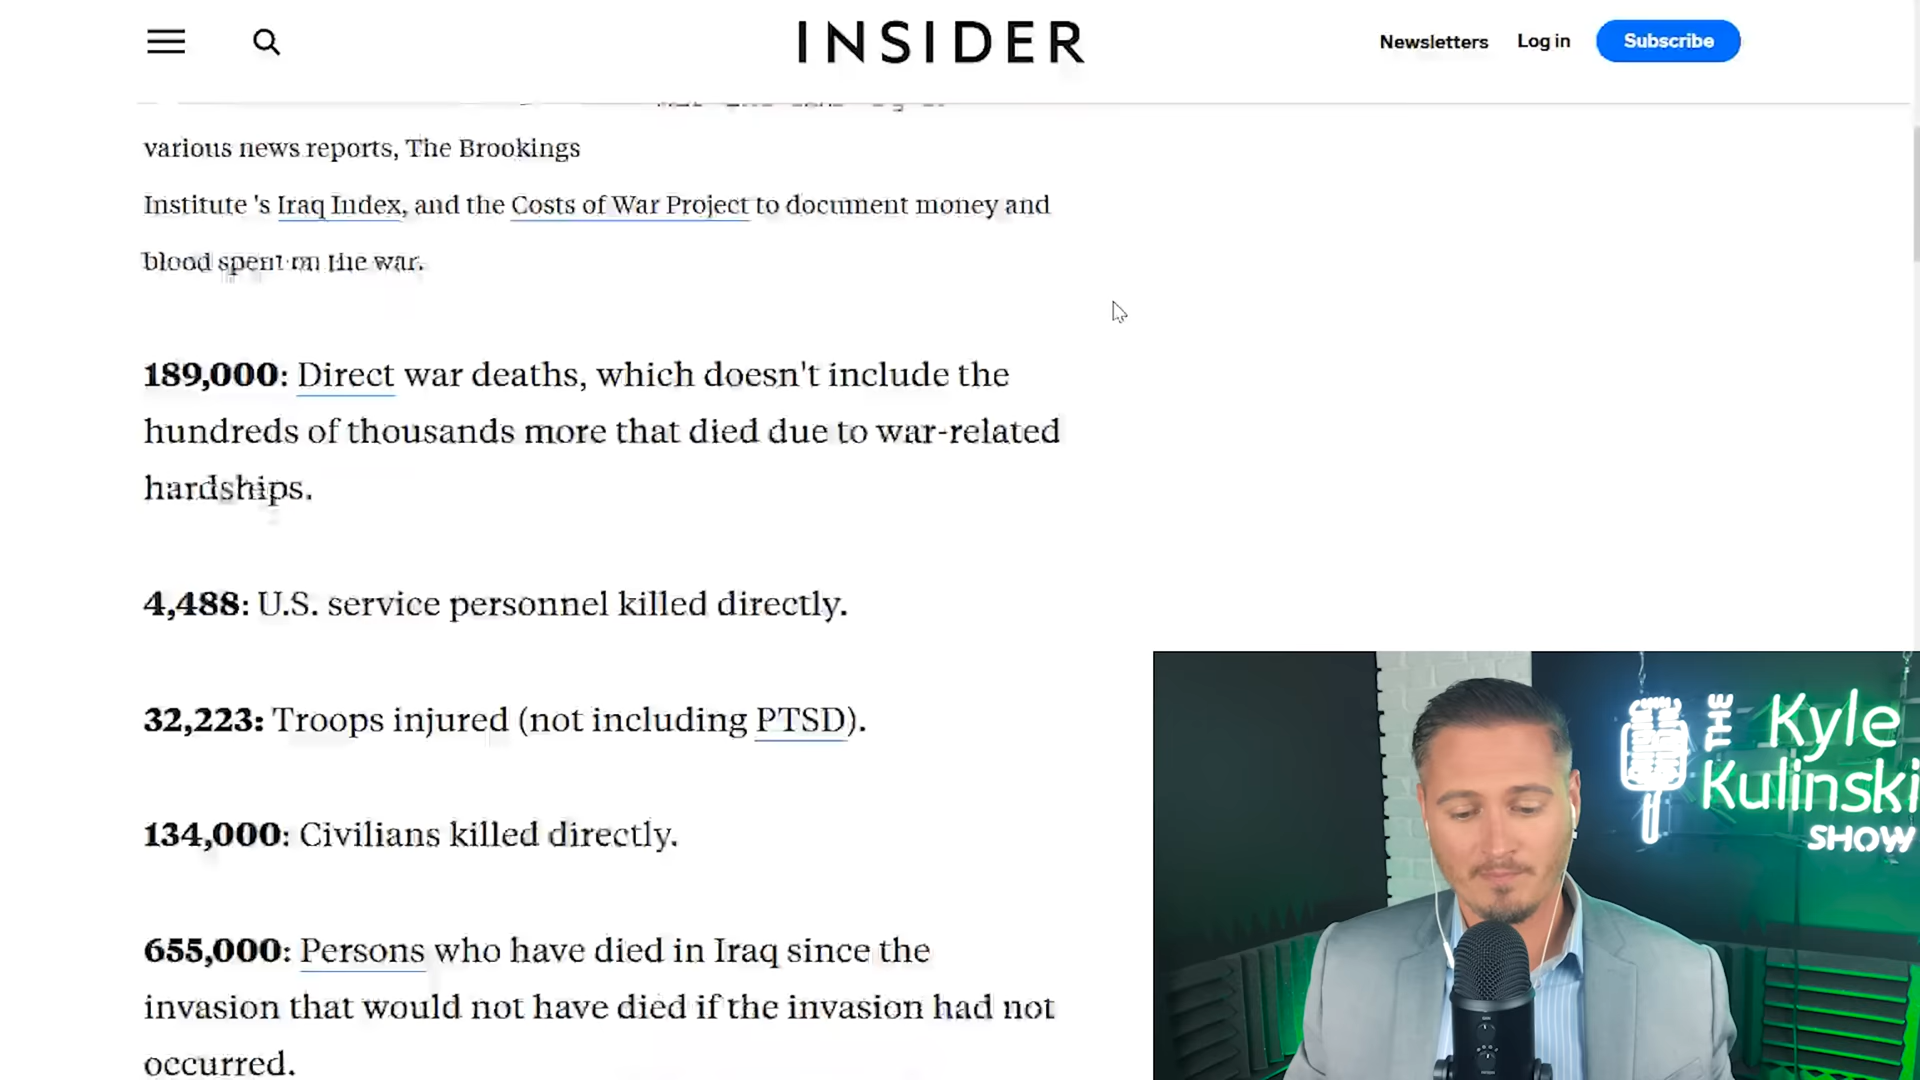 INSIDER
Newsletters Log in Subscribe
various news reports, The Brookings
Institute 's Iraq Index, and the Costs of War Project to document money and
blood spent on the war.
189,000: Direct war deaths, which doesn't include the
hundreds of thousands more that died due to war-related
hardships.
4,488: U.S. service personnel killed directly.
32,223: Troops injured (not including PTSD).
134,000: Civilians killed directly.
655,000: Persons who have died in Iraq since the
invasion that would not have died if the invasion had not
occurred.
THE
Kyle
Kulinski
SHOW